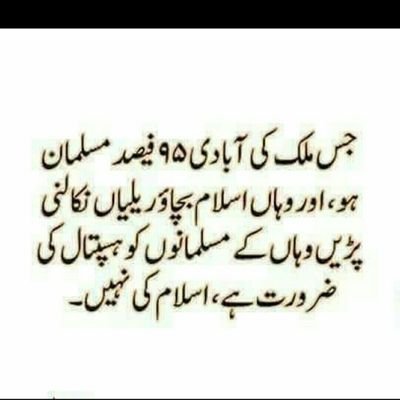 جس ملک کی آبادی ۹۵ فیصد مسلمان
ہو، اور وہاں اسلام بچاؤ ریلیاں نکالنی
پڑیں وہاں کے مسلمانوں کو ہسپتال کی
ضرورت ہے، اسلام کی نہیں۔